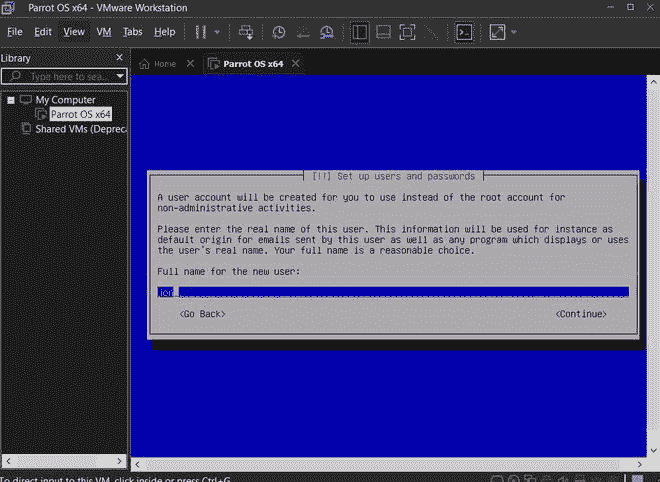 Parrot OS x64 - VMware Workstation
File Edit View VM Tabs Help
Library
Type here to sea...
Home
Parrot OS x64
My Computer
Parrot OS x64
Shared VMs (Depreca
[!!] Set up users and passwords
A user account will be created for you to use instead of the root account for
non-administrative activities.
Please enter the real name of this user. This information will be used for instance as
default origin for emails sent by this user as well as any program which displays or uses
the user's real name. Your full name is a reasonable choice.
Full name for the new user:
<Go Back>
<Continue>
To direct input to this VM, click inside or press Ctrl+G.